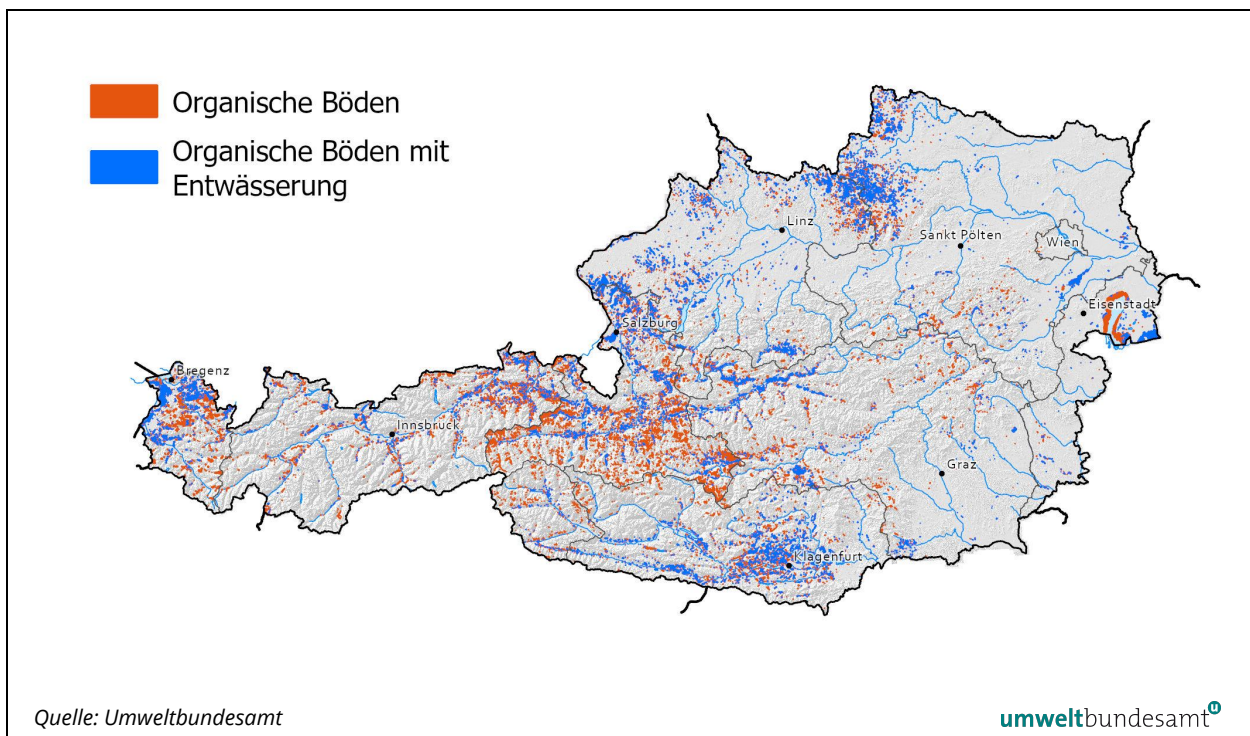 Organische Böden
Organische Böden mit
Entwässerung
Linz
Sankt Pölten
Wien
Eisenstadt
Salzburg
Bregenz
Innsbruck
Graz
Klagenfurt
Quelle: Umweltbundesamt
umweltbundesamt
u